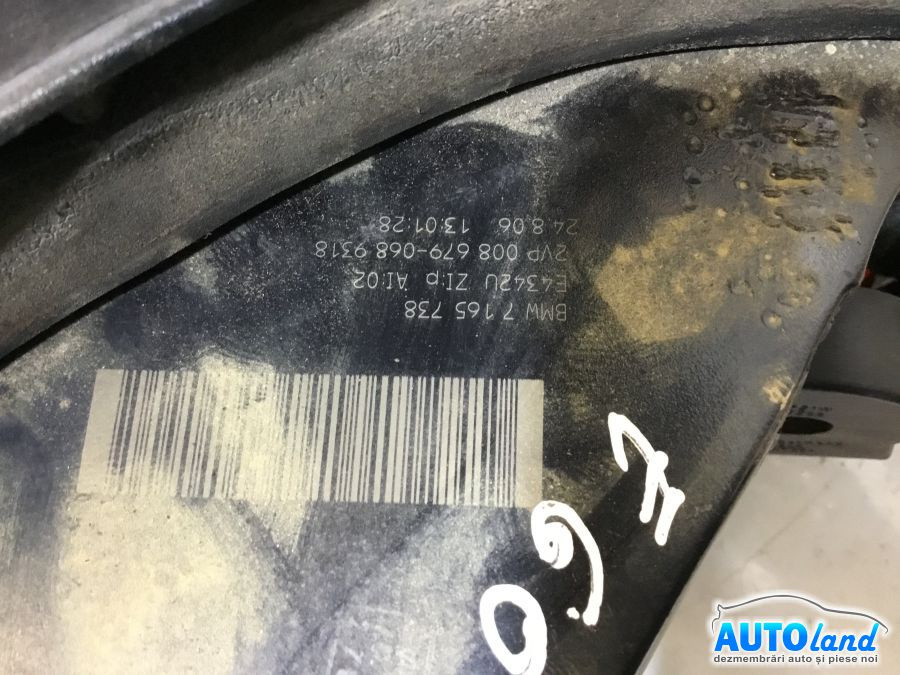 BMW 7 165 738
E4342U ZI:p AI:02
2VP 008 679-068 9318
24.8.06 13:01:28
AUTOland
dezmembrări auto și piese noi